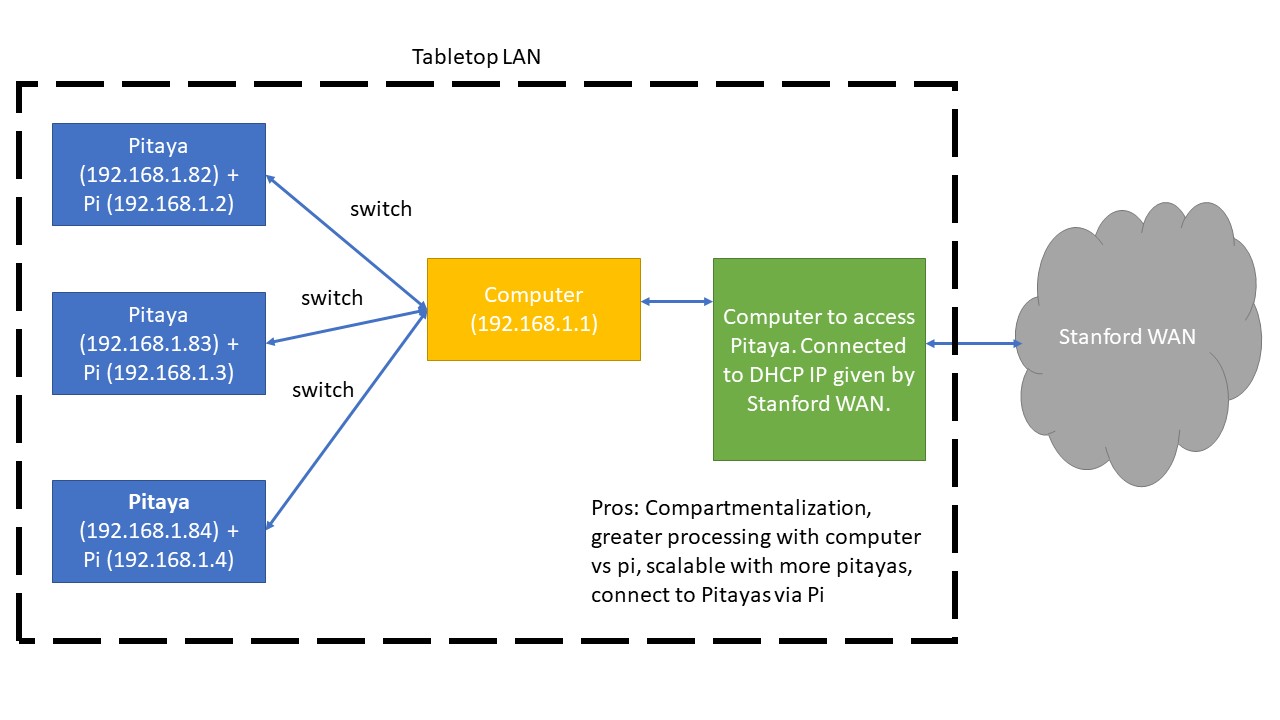 Tabletop LAN
Pitaya
(192.168.1.82) +
Pi (192.168.1.2)
switch
Pitaya
(192.168.1.83) +
Pi (192.168.1.3)
switch
Pitaya
(192.168.1.84) +
Pi (192.168.1.4)
switch
Computer
(192.168.1.1)
Computer to access
Pitaya. Connected
to DHCP IP given by
Stanford WAN.
Stanford WAN
Pros: Compartmentalization,
greater processing with computer
vs pi, scalable with more pitayas,
connect to Pitayas via Pi